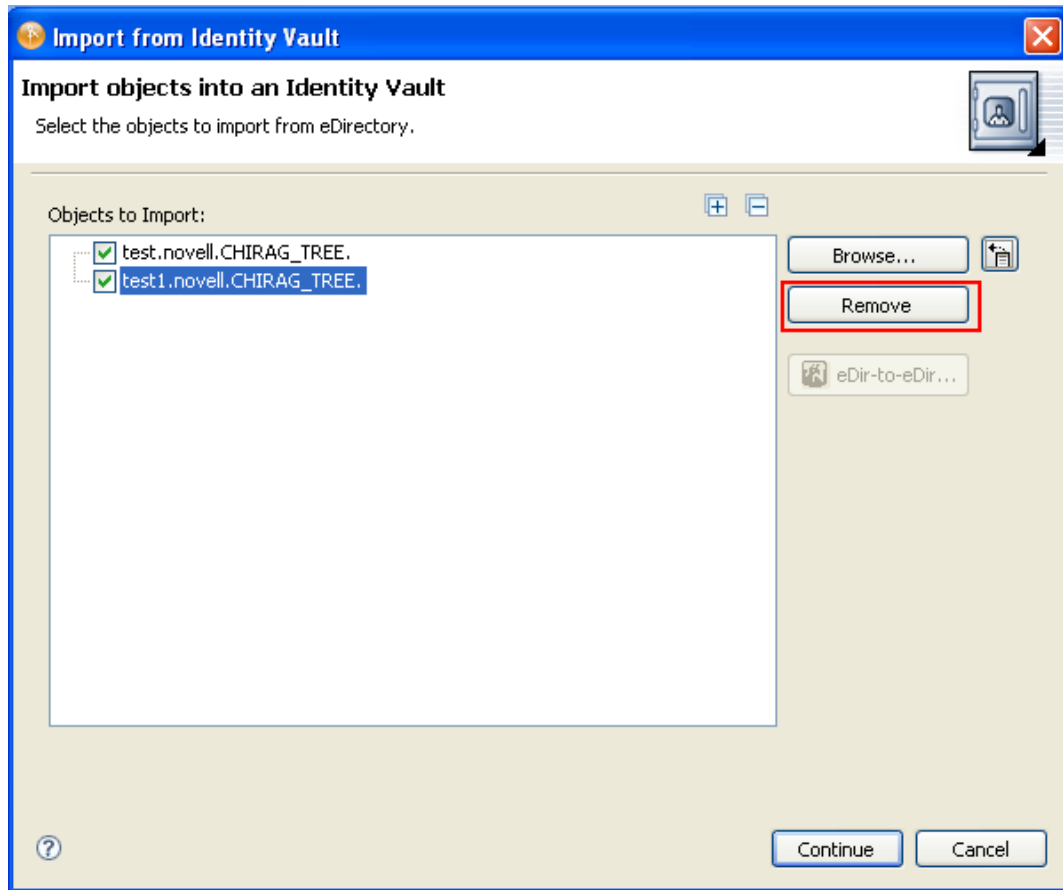 Import from Identity Vault
Import objects into an Identity Vault
Select the objects to import from eDirectory.
Objects to Import:
test.novell.CHIRAG_TREE.
test1.novell.CHIRAG_TREE.
Browse...
Remove
eDir-to-eDir...
?
Continue
Cancel